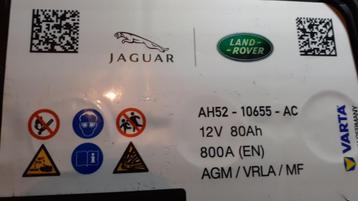 JAGUAR
LAND-
ROVER
AH52 - 10655 - AC
12V 80Ah
800A (EN)
AGM / VRLA / MF
VARTA